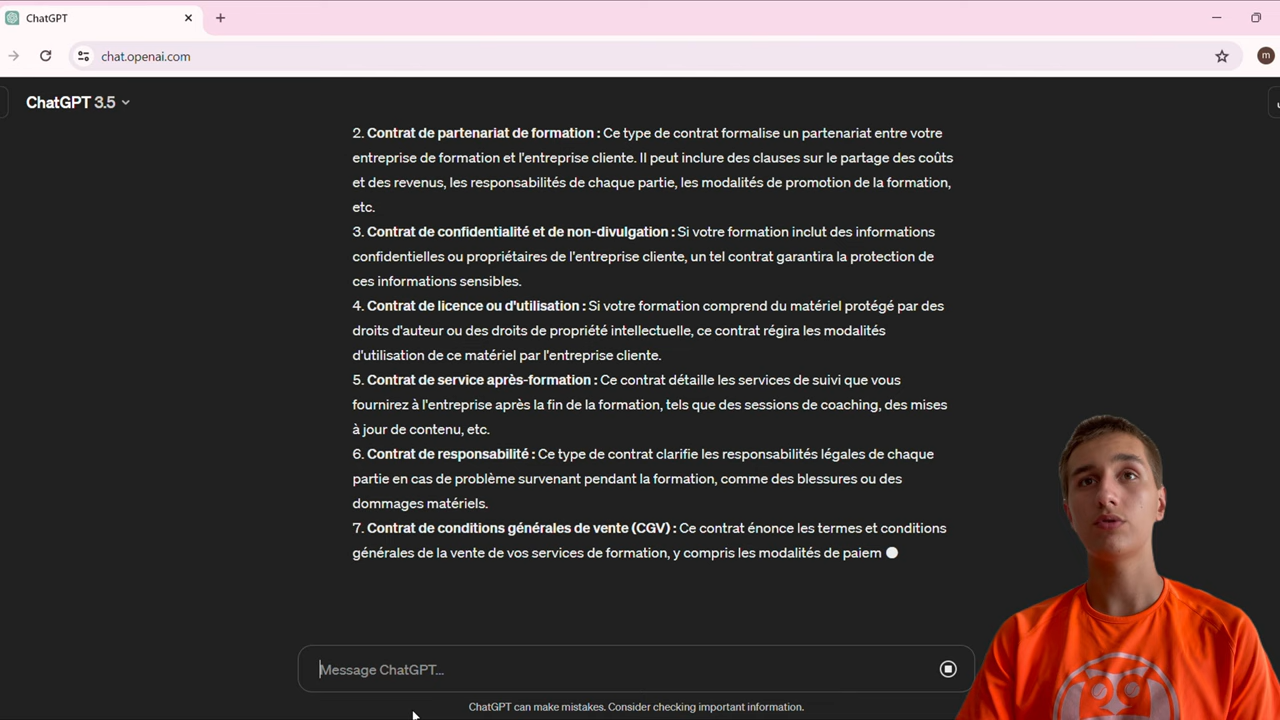 ChatGPT
chat.openai.com
m
ChatGPT 3.5
2. Contrat de partenariat de formation : Ce type de contrat formalise un partenariat entre votre
entreprise de formation et l'entreprise cliente. Il peut inclure des clauses sur le partage des coûts
et des revenus, les responsabilités de chaque partie, les modalités de promotion de la formation,
etc.
3. Contrat de confidentialité et de non-divulgation : Si votre formation inclut des informations
confidentielles ou propriétaires de l'entreprise cliente, un tel contrat garantira la protection de
ces informations sensibles.
4. Contrat de licence ou d'utilisation : Si votre formation comprend du matériel protégé par des
droits d'auteur ou des droits de propriété intellectuelle, ce contrat régira les modalités
d'utilisation de ce matériel par l'entreprise cliente.
5. Contrat de service après-formation : Ce contrat détaille les services de suivi que vous
fournirez à l'entreprise après la fin de la formation, tels que des sessions de coaching, des mises
à jour de contenu, etc.
6. Contrat de responsabilité : Ce type de contrat clarifie les responsabilités légales de chaque
partie en cas de problème survenant pendant la formation, comme des blessures ou des
dommages matériels.
7. Contrat de conditions générales de vente (CGV) : Ce contrat énonce les termes et conditions
générales de la vente de vos services de formation, y compris les modalités de paiem
Message ChatGPT...
ChatGPT can make mistakes. Consider checking important information.